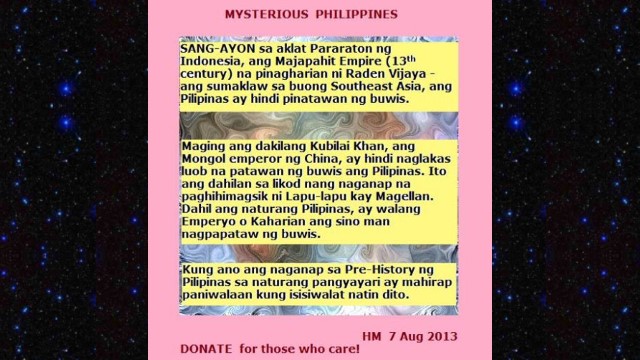 MYSTERIOUS PHILIPPINES
SANG-AYON sa aklat Pararaton ng
Indonesia, ang Majapahit Empire (13th
century) na pinagharian ni Raden Vijaya -
ang sumaklaw sa buong Southeast Asia, ang
Pilipinas ay hindi pinatawan ng buwis.
Maging ang dakilang Kubilai Khan, ang
Mongol emperor ng China, ay hindi naglakas
luob na patawan ng buwis ang Pilipinas. Ito
ang dahilan sa likod nang naganap na
paghihimagsik ni Lapu-lapu kay Magellan.
Dahil ang naturang Pilipinas, ay walang
Emperyo o Kaharian ang sino man
nagpapataw ng buwis.
Kung ano ang naganap sa Pre-History ng
Pilipinas sa naturang pangyayari ay mahirap
paniwalaan kung isisiwalat natin dito.
HM 7 Aug 2013
DONATE for those who care!